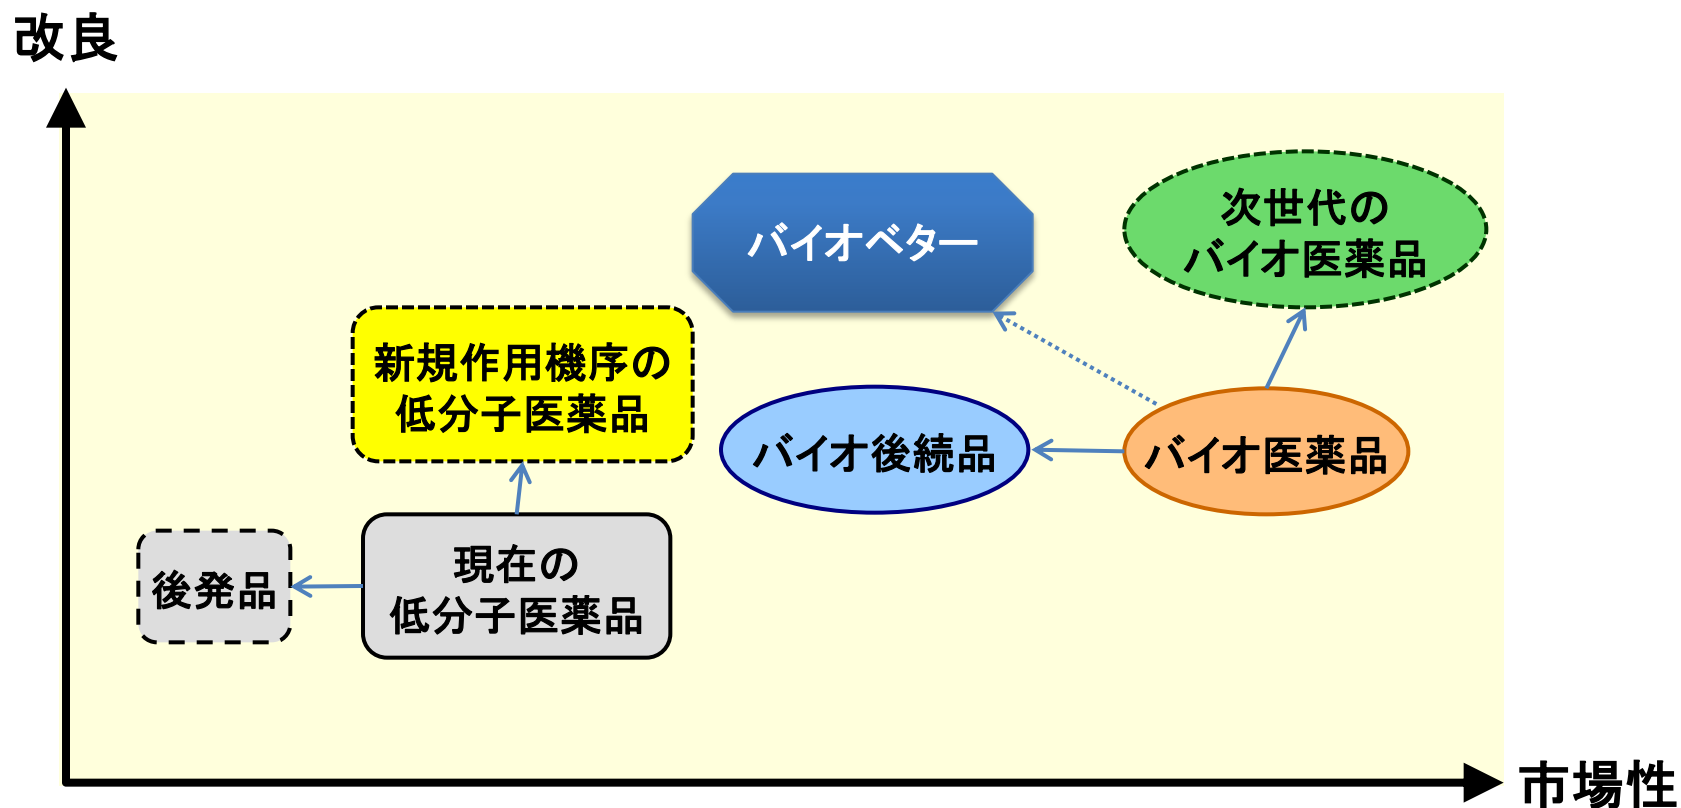 改良
バイオベター
次世代の
バイオ医薬品
新規作用機序の
低分子医薬品
バイオ後続品
バイオ医薬品
現在の
低分子医薬品
後発品
市場性